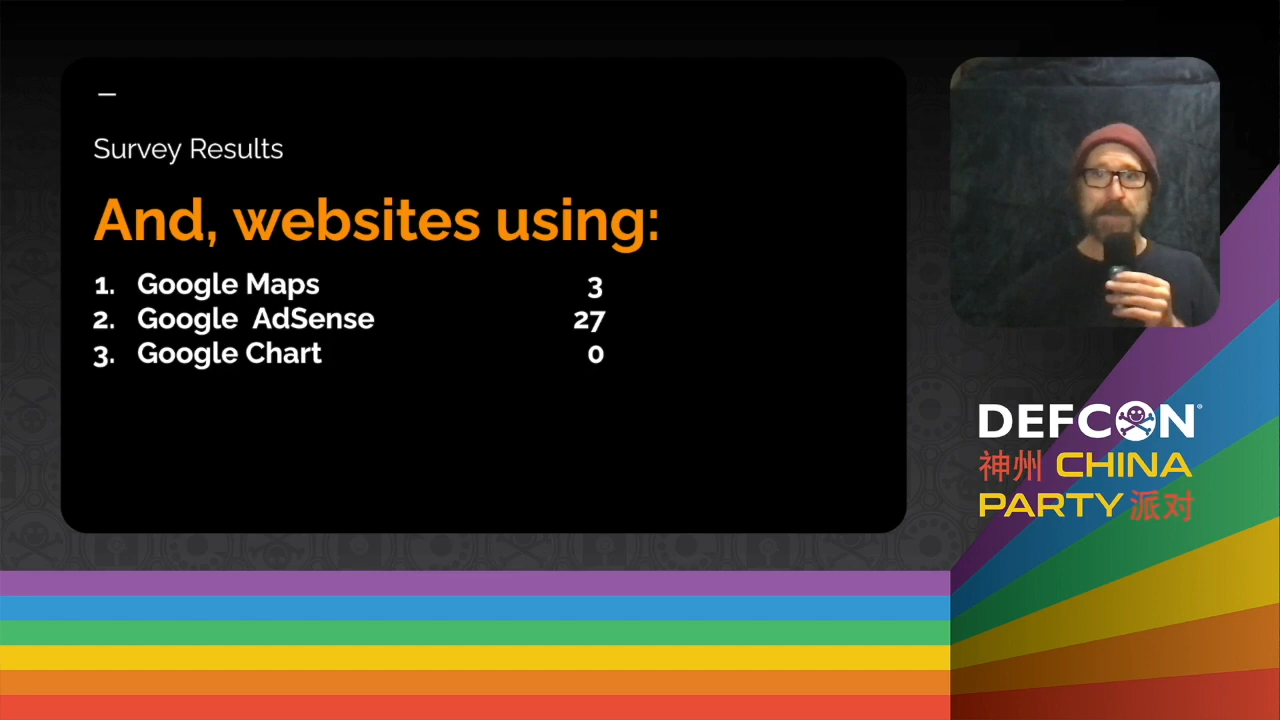 Survey Results
And, websites using:
1. Google Maps 3
2. Google AdSense 27
3. Google Chart 0
DEFCON®
神州 CHINA
PARTY 派对